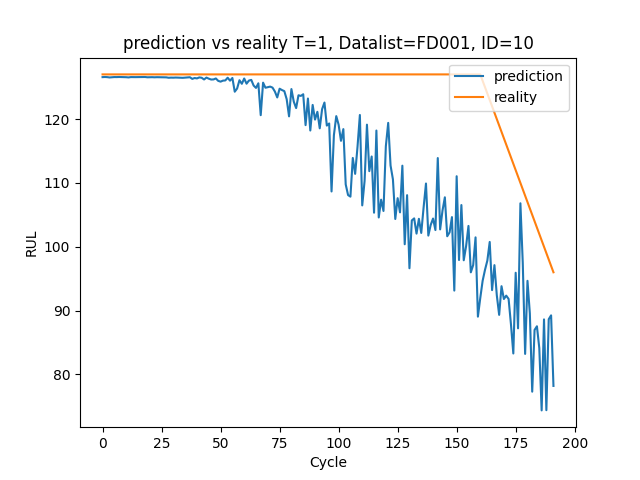 prediction vs reality T=1, Datalist=FD001, ID=10
prediction
reality
RUL
120
110
100
90
80
0 25 50 75 100 125 150 175 200
Cycle